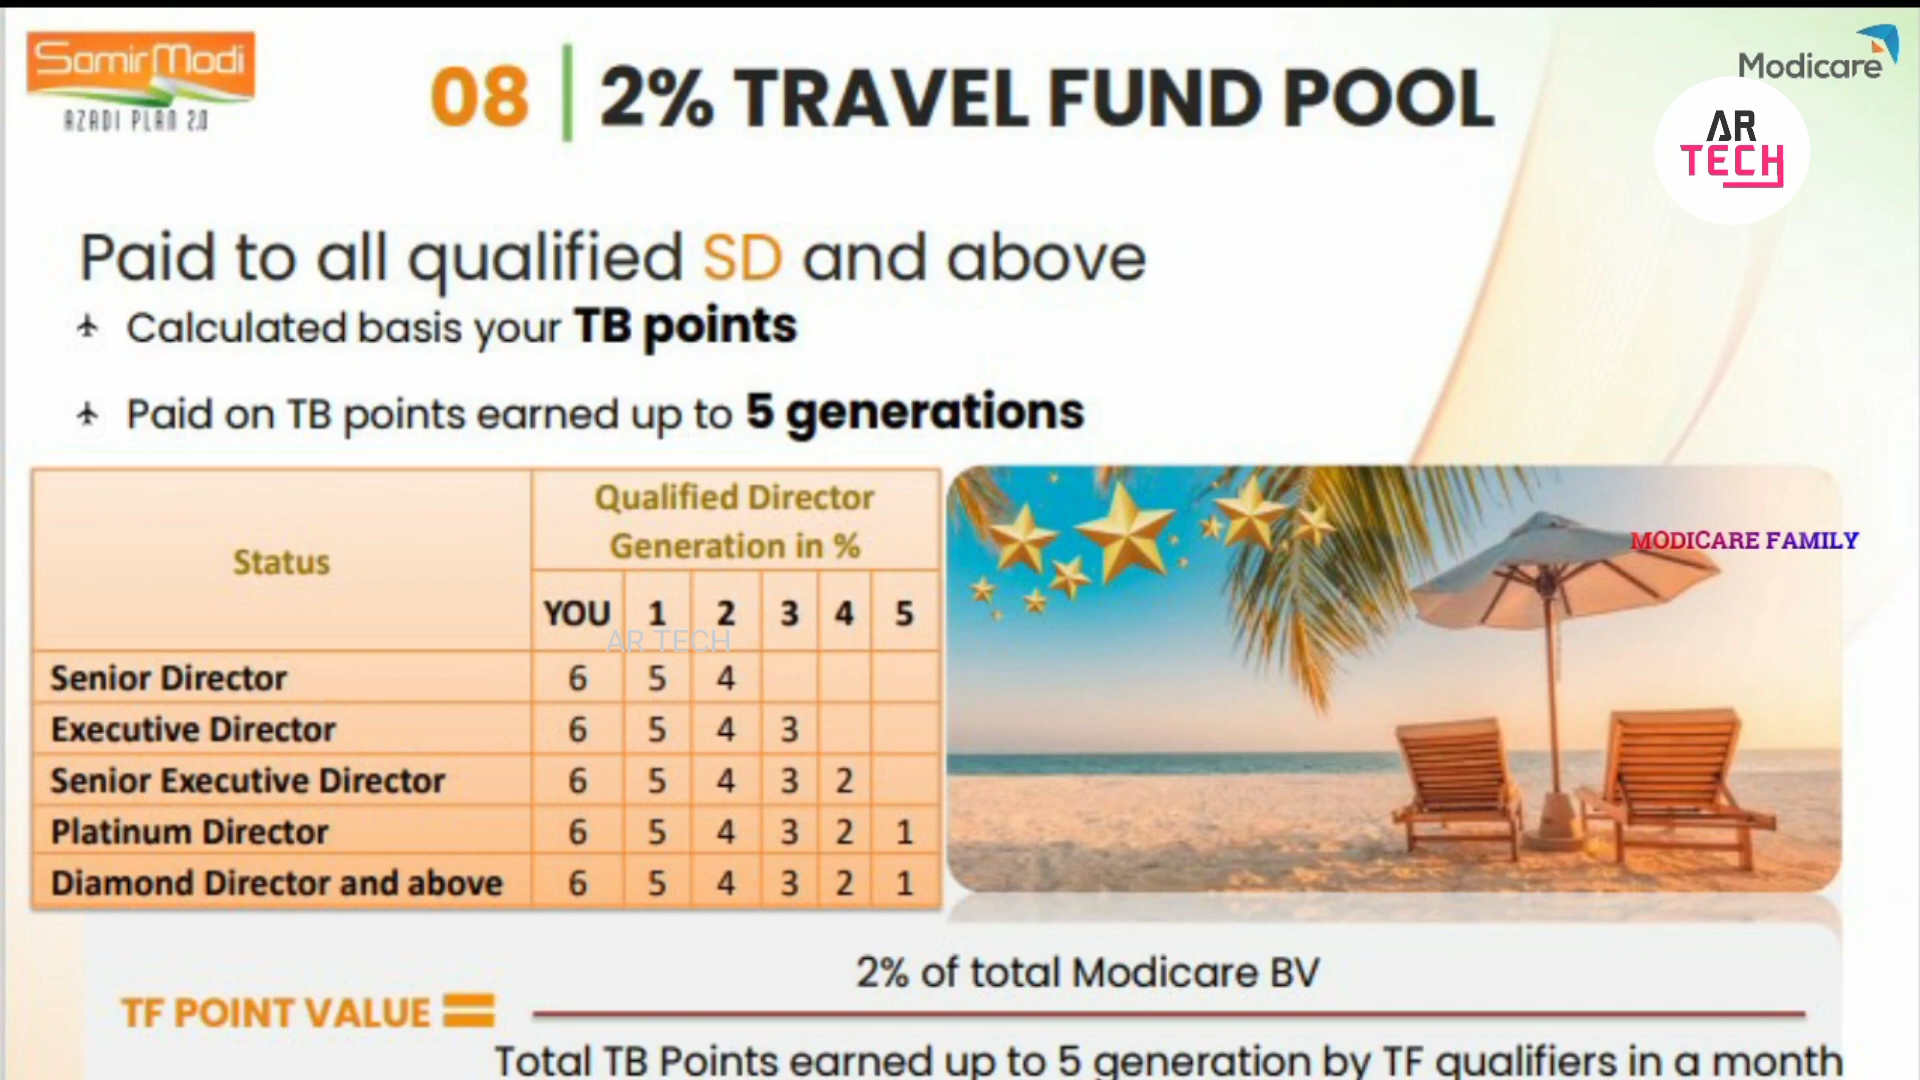 SamirModi
AZADI PLAN 2.0
08 | 2% TRAVEL FUND POOL
Modicare
AR
TECH
Paid to all qualified SD and above
Calculated basis your TB points
Paid on TB points earned up to 5 generations
Status
Qualified Director
Generation in %
YOU 1 2 3 4 5
AR TECH
Senior Director 6 5 4
Executive Director 6 5 4 3
Senior Executive Director 6 5 4 3 2
Platinum Director 6 5 4 3 2 1
Diamond Director and above 6 5 4 3 2 1
MODICARE FAMILY
2% of total Modicare BV
TF POINT VALUE =
Total TB Points earned up to 5 generation by TF qualifiers in a month